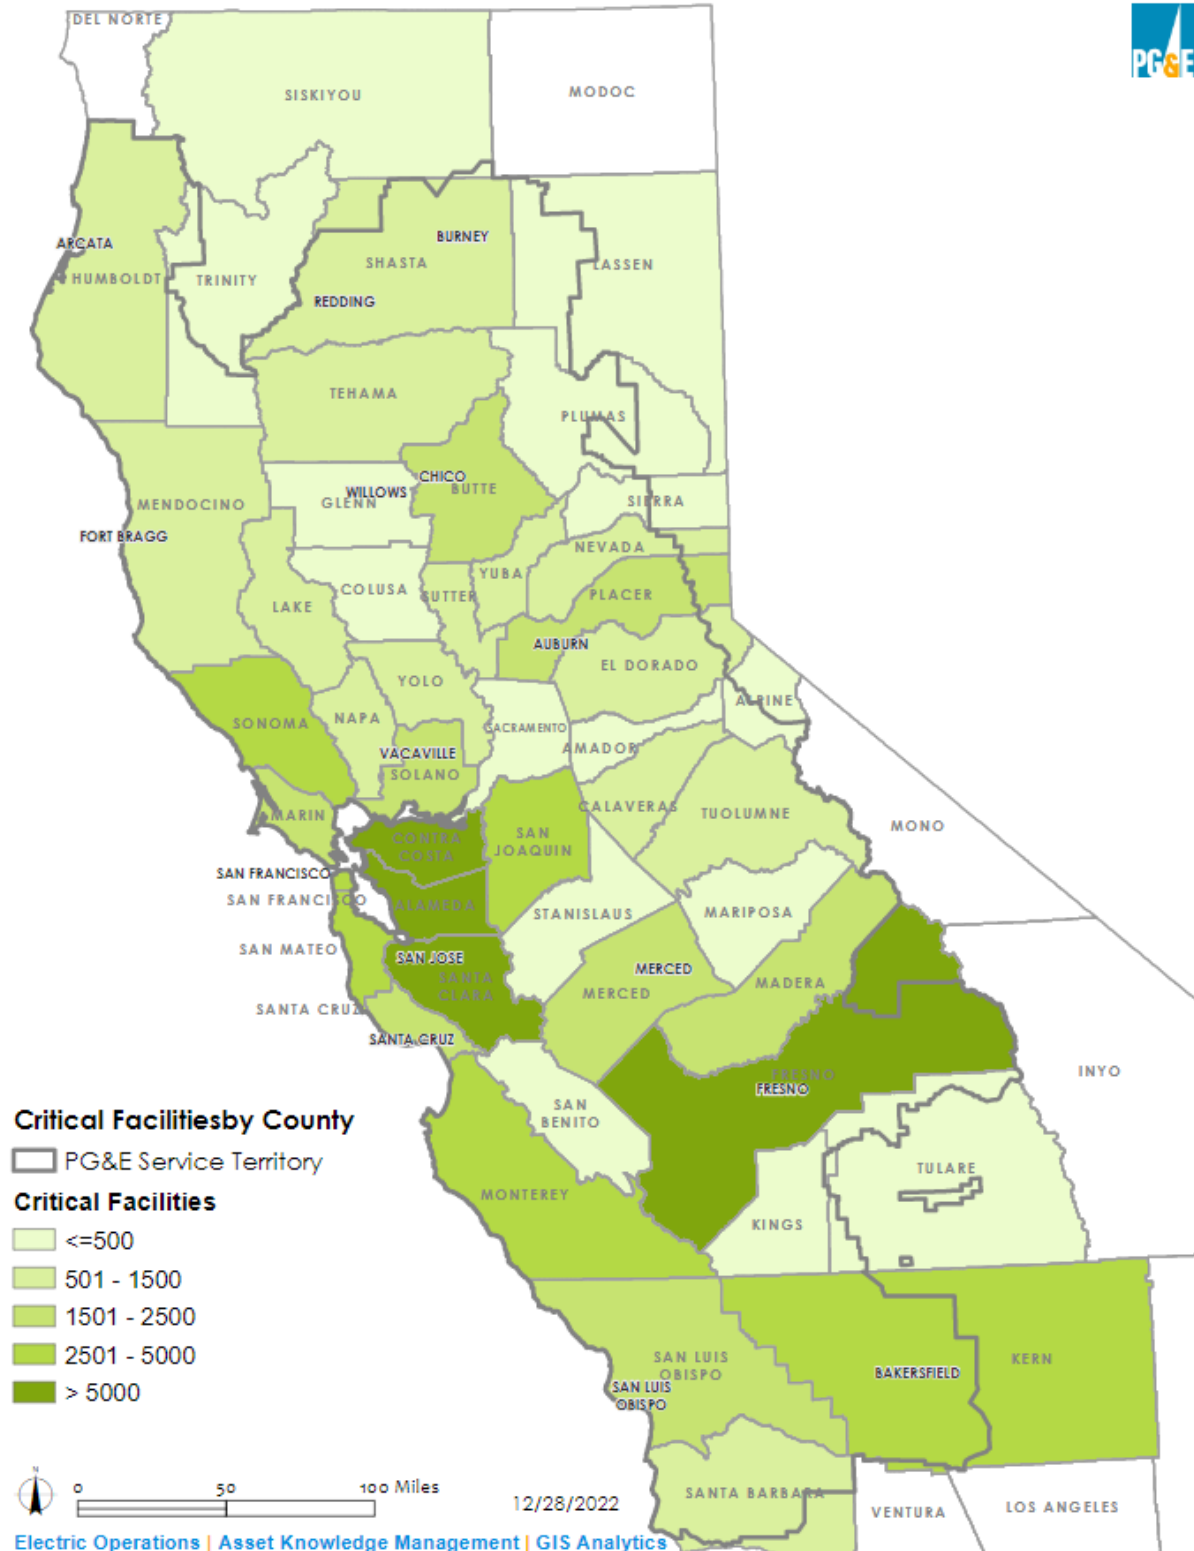 DEL NORTE
PG&E
SISKIYOU
MODOC
ARCATA
HUMBOLDT
TRINITY
BURNEY
SHASTA
REDDING
LASSEN
TEHAMA
PLUMAS
MENDOCINO
FORT BRAGG
WILLOWS
GLENN
CHICO
BUTTE
SIERRA
NEVADA
COLUSA
SUTTER
YUBA
PLACER
LAKE
AUBURN
EL DORADO
YOLO
NAPA
SONOMA
SACRAMENTO
ALPINE
AMADOR
VACAVILLE
SOLANO
MARIN
CALAVERAS
TUOLUMNE
MONO
CONTRA
COSTA
SAN
JOAQUIN
SAN FRANCISCO
SAN FRANCISCO
ALAMEDA
STANISLAUS
MARIPOSA
SAN MATEO
SAN JOSE
SANTA
CLARA
MERCED
MERCED
MADERA
SANTA CRUZ
SANTA CRUZ
FRESNO
FRESNO
INYO
SAN
BENITO
MONTEREY
TULARE
KINGS
Critical Facilitiesby County
PG&E Service Territory
Critical Facilities
<=500
501 - 1500
1501 - 2500
2501 - 5000
> 5000
SAN LUIS
OBISPO
SAN LUIS
OBISPO
BAKERSFIELD
KERN
SANTA BARBARA
VENTURA
LOS ANGELES
N
0 50 100 Miles
12/28/2022
Electric Operations | Asset Knowledge Management | GIS Analytics